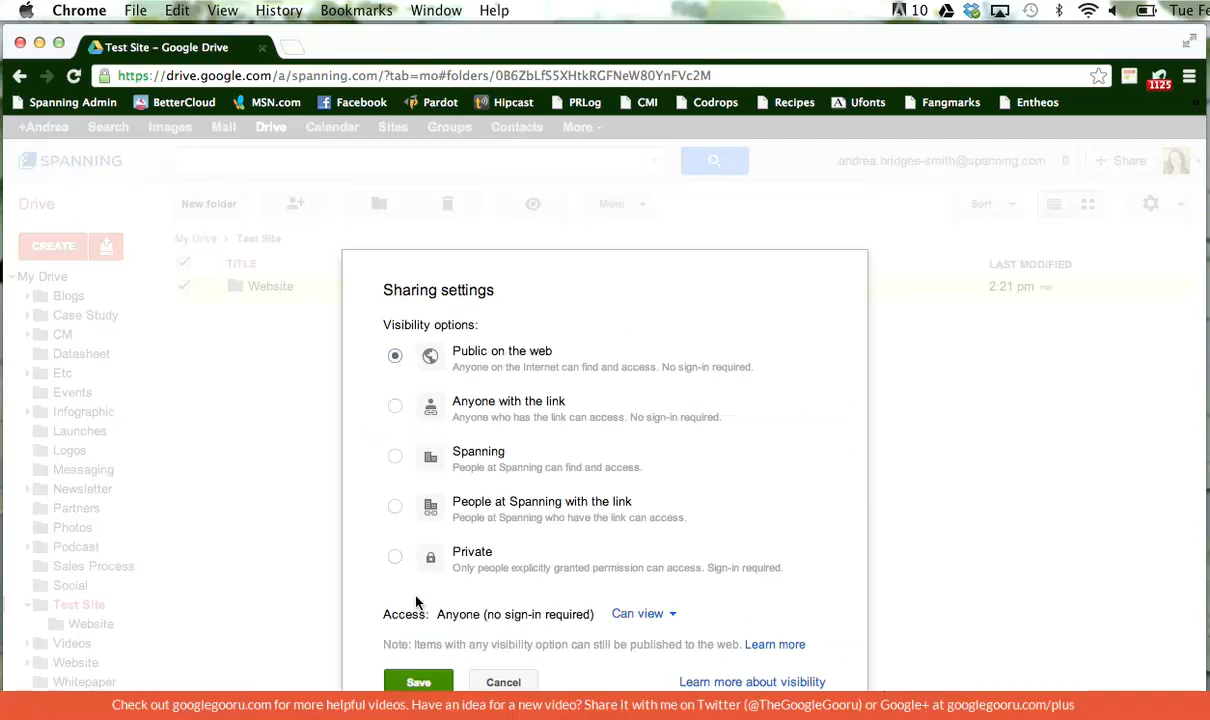 Chrome File Edit View History Bookmarks Window Help 10 Tue Fe
Test Site – Google Drive
https://drive.google.com/a/spanning.com/?tab=mo#folders/0B6ZbLfS5XHtkRGFNeW80YnFVc2M
1125
Spanning Admin BetterCloud MSN.com Facebook Pardot Hipcast PRLog CMI Codrops Recipes Ufonts Fangmarks Entheos »
+Andrea Search Images Mail Drive Calendar Sites Groups Contacts More
SPANNING andrea.bridges-smith@spanning.com 0 + Share
Drive New folder More Sort
My Drive › Test Site
CREATE TITLE LAST MODIFIED
My Drive Website 2:21 pm me
Blogs
Case Study
CM
Datasheet
Etc
Events
Infographic
Launches
Logos
Messaging
Newsletter
Partners
Photos
Podcast
Sales Process
Social
Test Site
Website
Videos
Website
Whitepaper
Sharing settings
Visibility options:
Public on the web
Anyone on the Internet can find and access. No sign-in required.
Anyone with the link
Anyone who has the link can access. No sign-in required.
Spanning
People at Spanning can find and access.
People at Spanning with the link
People at Spanning who have the link can access.
Private
Only people explicitly granted permission can access. Sign-in required.
Access: Anyone (no sign-in required) Can view
Note: Items with any visibility option can still be published to the web. Learn more
Save Cancel Learn more about visibility
Check out googlegooru.com for more helpful videos. Have an idea for a new video? Share it with me on Twitter (@TheGoogleGooru) or Google+ at googlegooru.com/plus